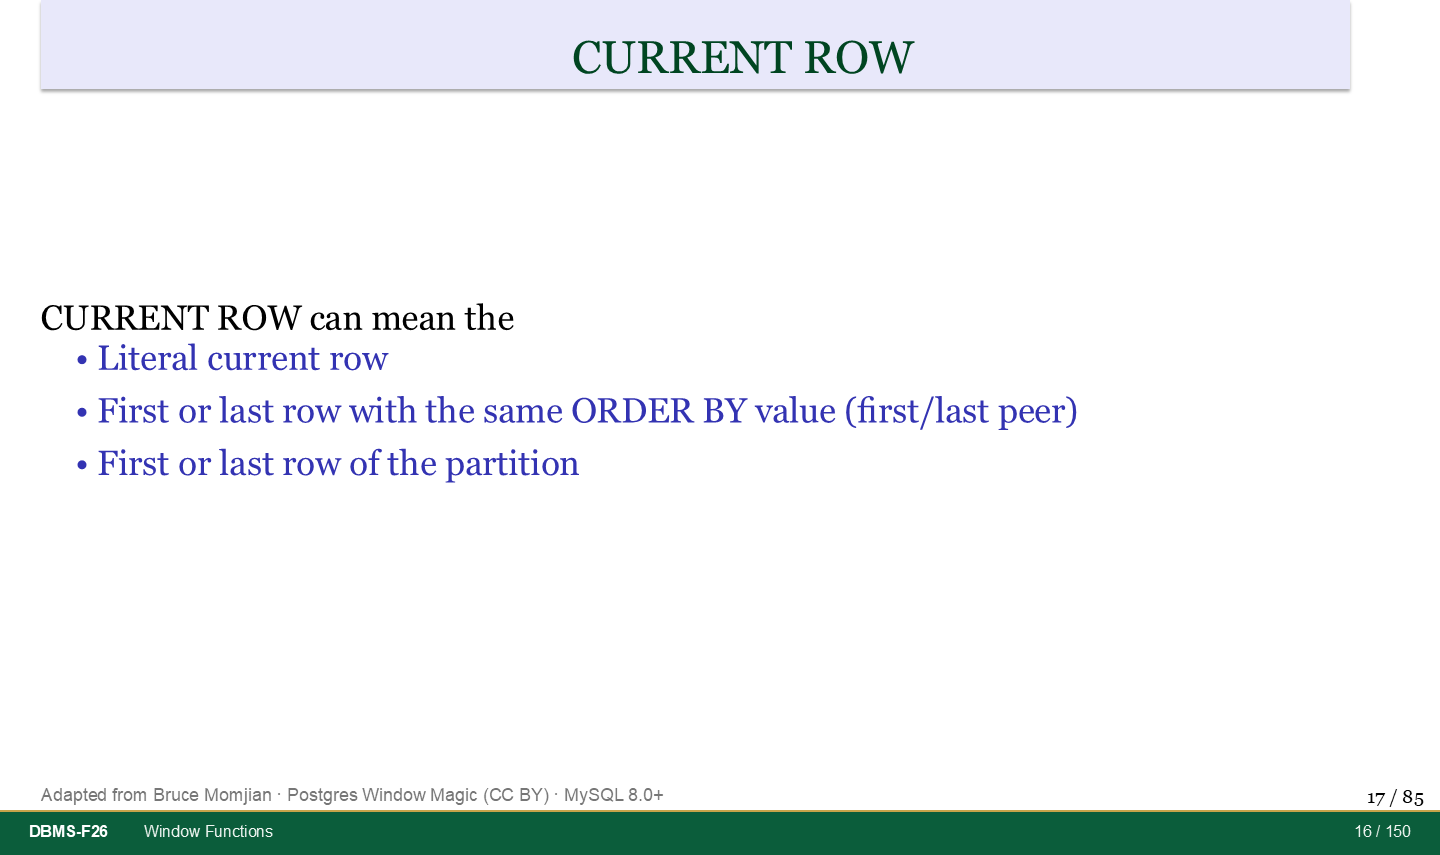 CURRENT ROW
CURRENT ROW can mean the
• Literal current row
• First or last row with the same ORDER BY value (first/last peer)
• First or last row of the partition
Adapted from Bruce Momjian · Postgres Window Magic (CC BY) · MySQL 8.0+
17 / 85
DBMS-F26 Window Functions 16 / 150